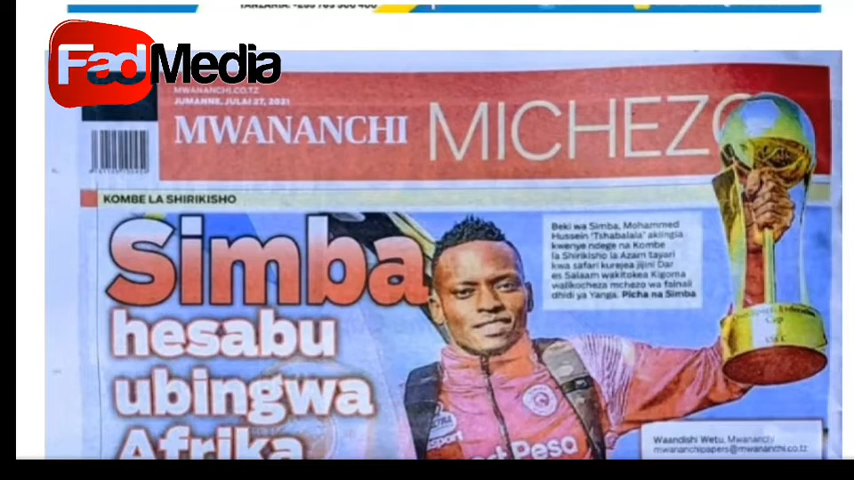 FadMedia
MWANANCHI.CO.TZ
JUMANNE, JULAI 27, 2021
MWANANCHI
MICHEZO
KOMBE LA SHIRIKISHO
Simba
hesabu
ubingwa
Afrika
Beki wa Simba, Mohammed
Hussein 'Tshabalala' akiingia
kwenye ndege na Kombe
la Shirikisho la Azam tayari
kwa safari kurejea jijini Dar
es Salaam wakitokea Kigoma
walikocheza mchezo wa fainali
dhidi ya Yanga. Picha na Simba
Cup
Pesa
Waandishi Wetu, Mwananchi
mwananchipapers@mwananchi.co.tz